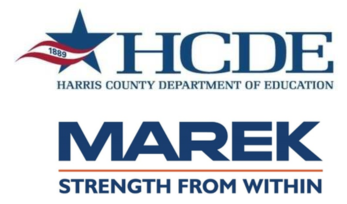 1889
HCDE
HARRIS COUNTY DEPARTMENT OF EDUCATION
MAREK
STRENGTH FROM WITHIN